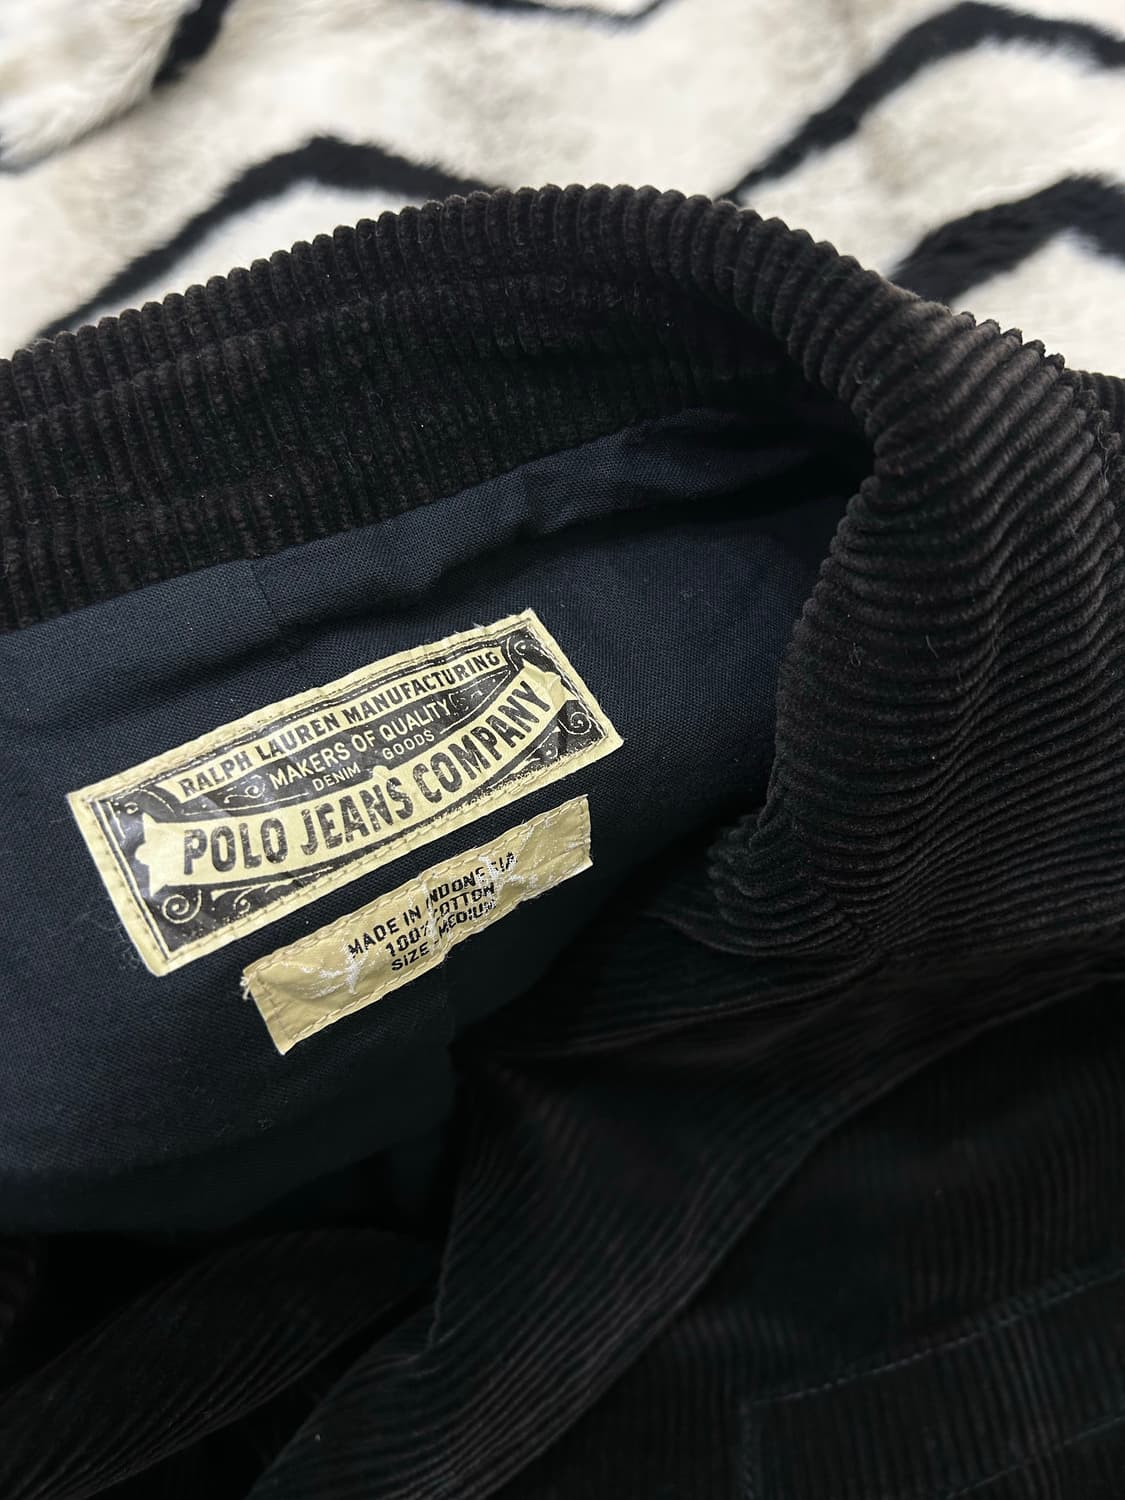 RALPH LAUREN MANUFACTURING
MAKERS OF QUALITY
DENIM GOODS
POLO JEANS COMPANY
MADE IN INDONESIA
100% COTTON
SIZE MEDIUM